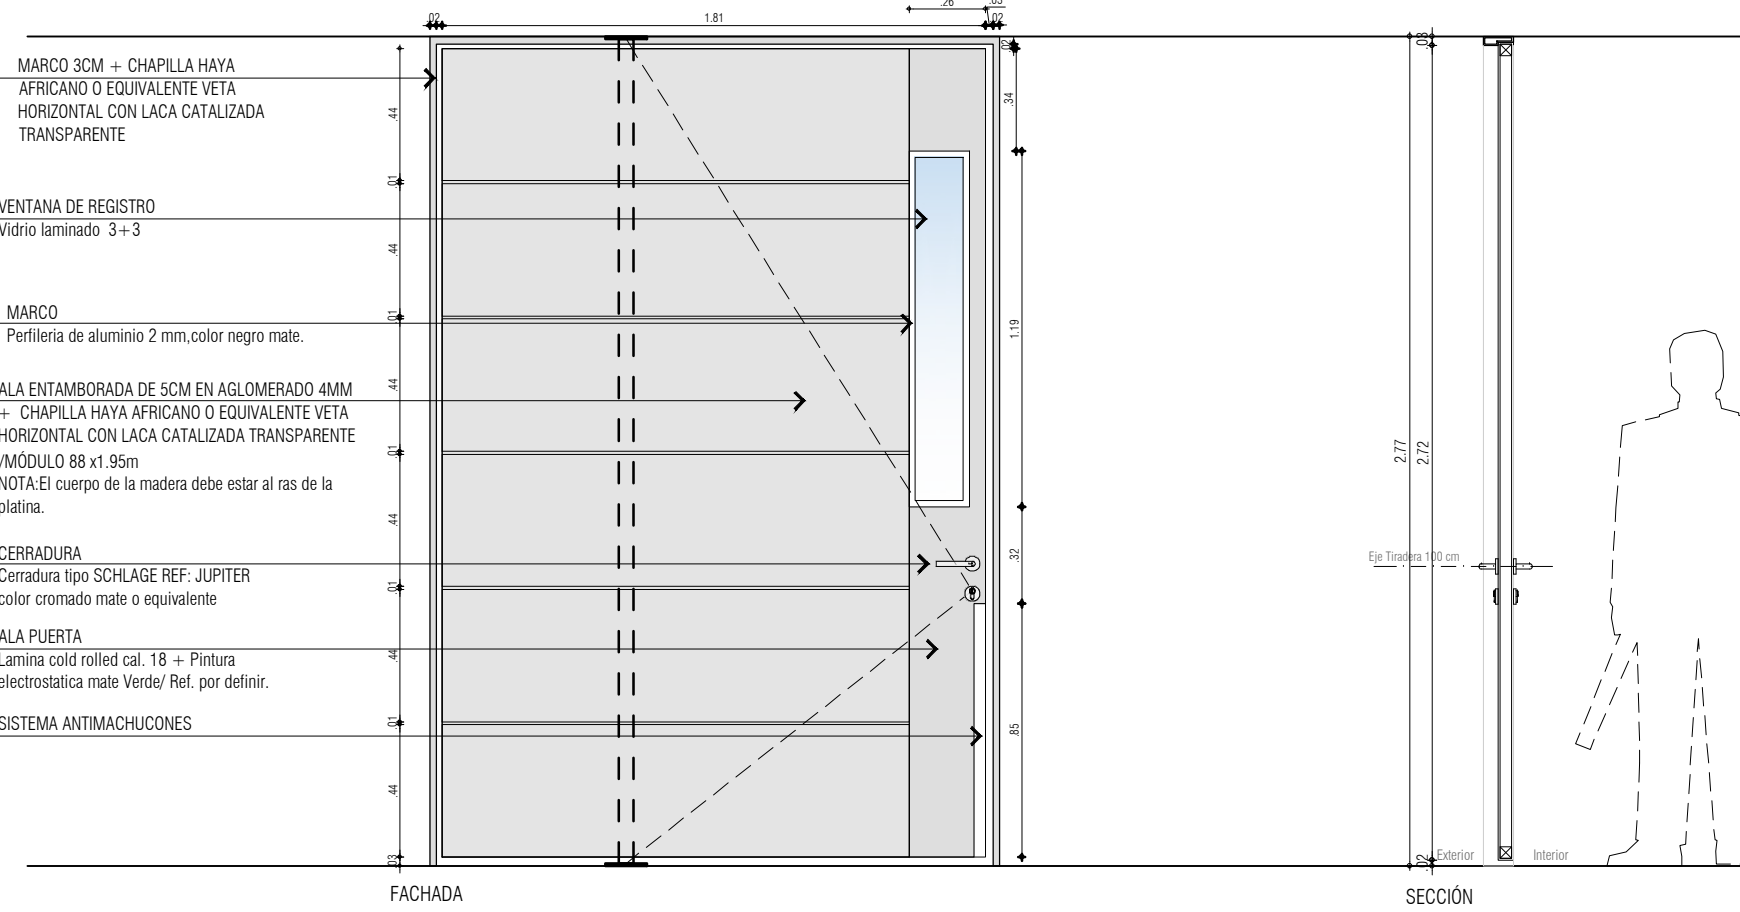 .26
.03
.02
1.81
.02
MARCO 3CM + CHAPILLA HAYA
AFRICANO O EQUIVALENTE VETA
HORIZONTAL CON LACA CATALIZADA
TRANSPARENTE
VENTANA DE REGISTRO
Vidrio laminado 3+3
MARCO
Perfileria de aluminio 2 mm,color negro mate.
ALA ENTAMBORADA DE 5CM EN AGLOMERADO 4MM
+ CHAPILLA HAYA AFRICANO O EQUIVALENTE VETA
HORIZONTAL CON LACA CATALIZADA TRANSPARENTE
/MÓDULO 88 x1.95m
NOTA:El cuerpo de la madera debe estar al ras de la
platina.
CERRADURA
Cerradura tipo SCHLAGE REF: JUPITER
color cromado mate o equivalente
ALA PUERTA
Lamina cold rolled cal. 18 + Pintura
electrostatica mate Verde/ Ref. por definir.
SISTEMA ANTIMACHUCONES
.44
.01
.44
.01
.44
.01
.44
.01
.44
.01
.44
.03
.02
.34
1.19
.32
.85
FACHADA
.03
2.77
2.72
Eje Tiradera 100 cm
.02
Exterior
Interior
SECCIÓN